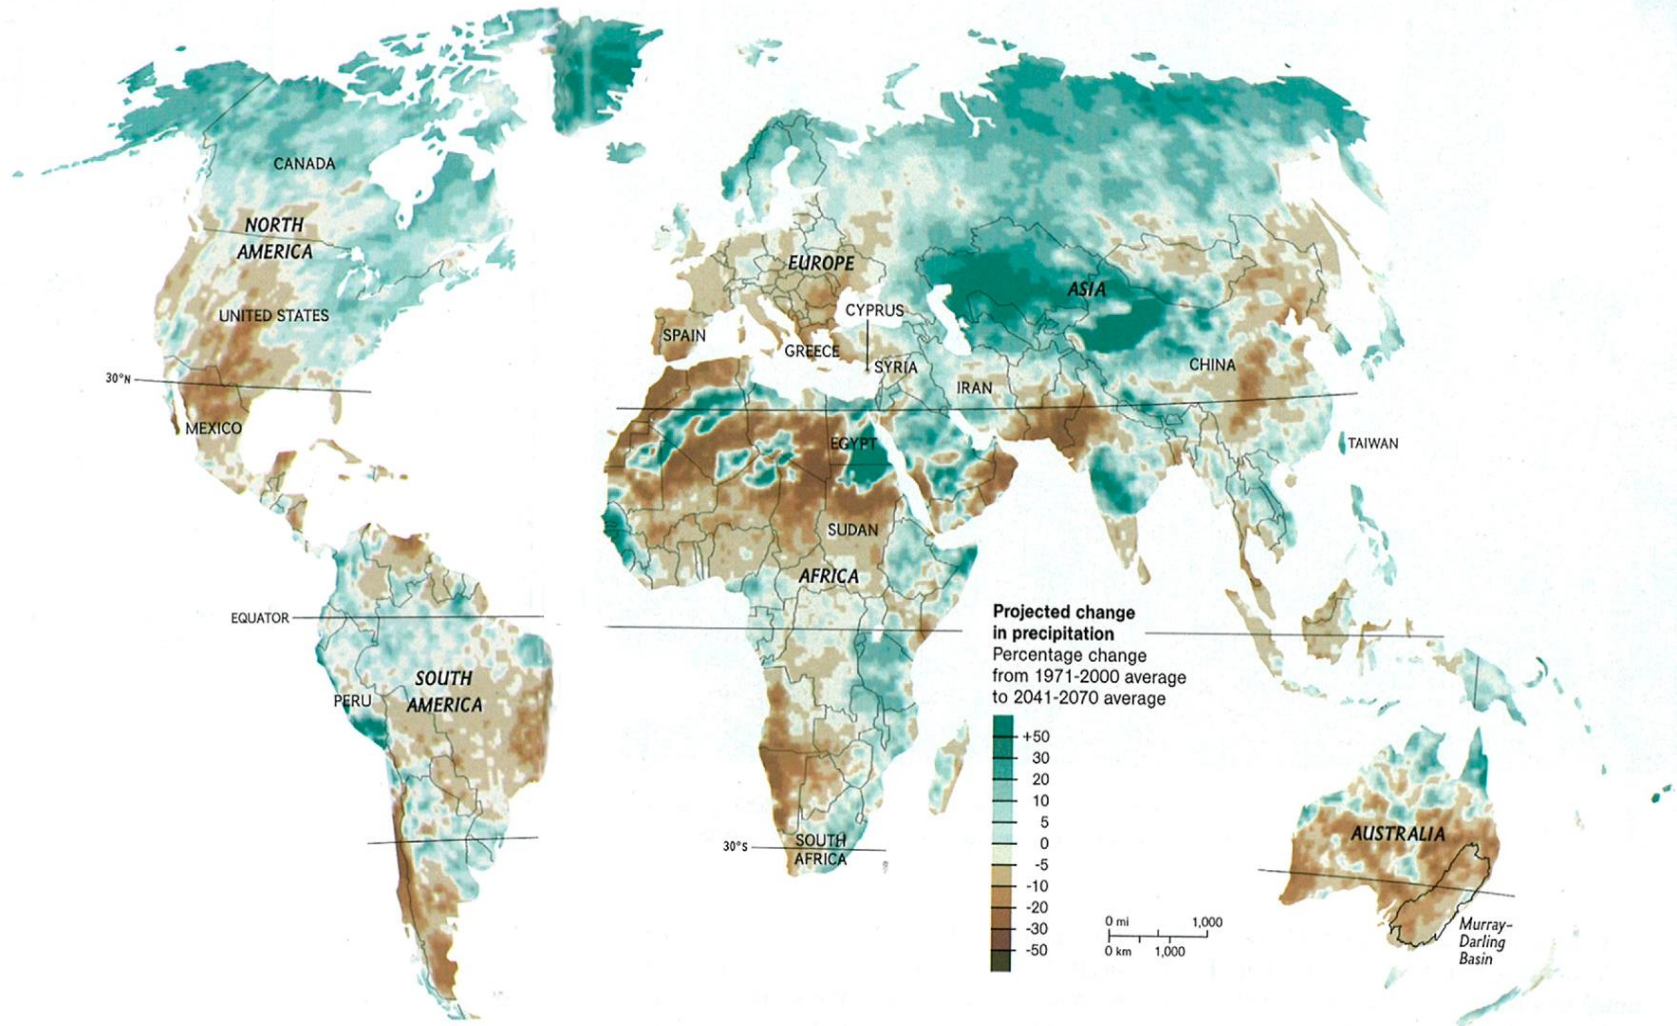 CANADA
NORTH
AMERICA
UNITED STATES
30°N
MEXICO
EQUATOR
SOUTH
AMERICA
PERU
EUROPE
CYPRUS
SPAIN
GREECE
SYRIA
ASIA
IRAN
CHINA
TAIWAN
EGYPT
SUDAN
AFRICA
30°S
SOUTH
AFRICA
Projected change
in precipitation
Percentage change
from 1971-2000 average
to 2041-2070 average
+50
30
20
10
5
0
-5
-10
-20
-30
-50
0 mi 1,000
0 km 1,000
AUSTRALIA
Murray–
Darling
Basin